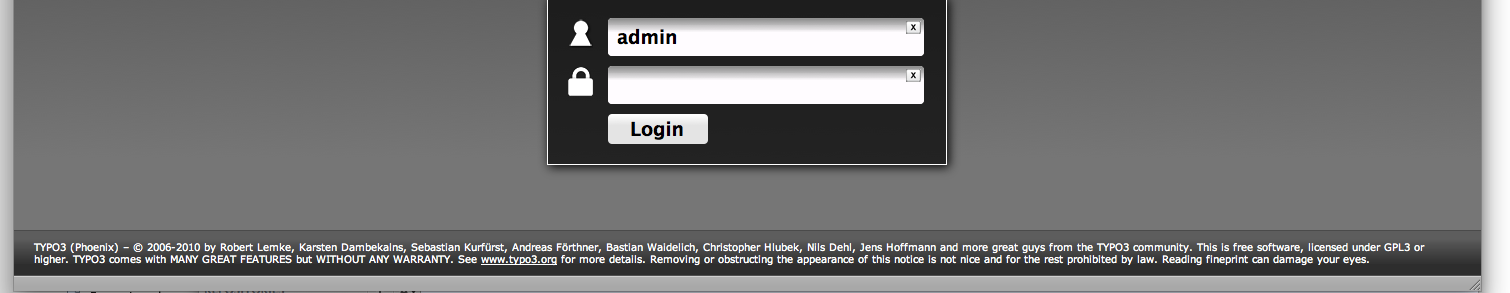 admin
x
x
Login
TYPO3 (Phoenix) – © 2006-2010 by Robert Lemke, Karsten Dambekalns, Sebastian Kurfürst, Andreas Förthner, Bastian Waidelich, Christopher Hlubek, Nils Dehl, Jens Hoffmann and more great guys from the TYPO3 community. This is free software, licensed under GPL3 or
higher. TYPO3 comes with MANY GREAT FEATURES but WITHOUT ANY WARRANTY. See www.typo3.org for more details. Removing or obstructing the appearance of this notice is not nice and for the rest prohibited by law. Reading fineprint can damage your eyes.